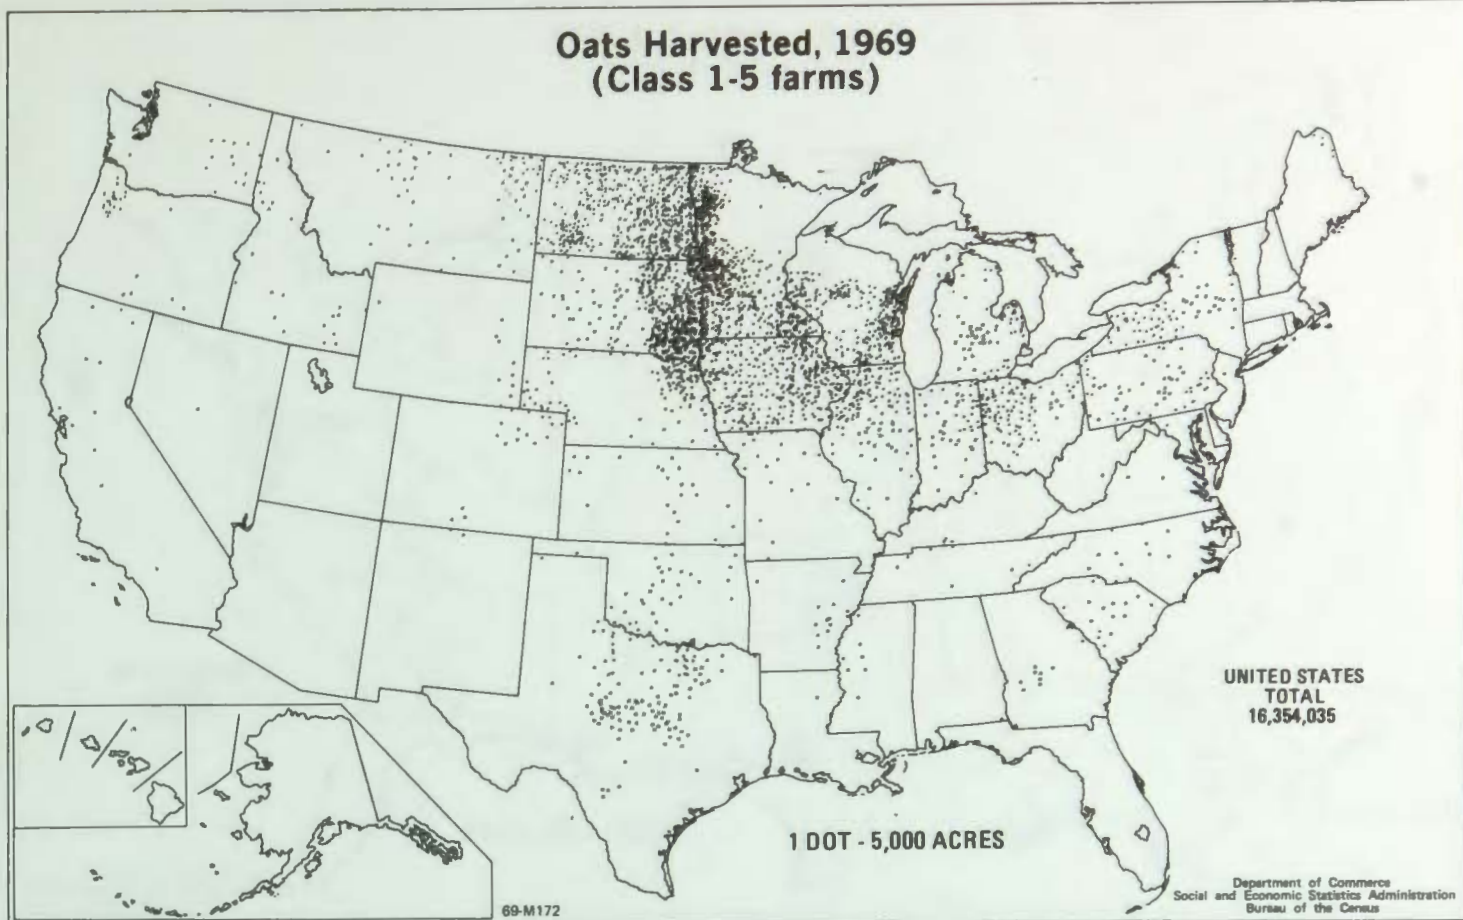 Oats Harvested, 1969
(Class 1-5 farms)
UNITED STATES
TOTAL
16,354,035
1 DOT - 5,000 ACRES
Department of Commerce
Social and Economic Statistics Administration
Bureau of the Census
69-M172